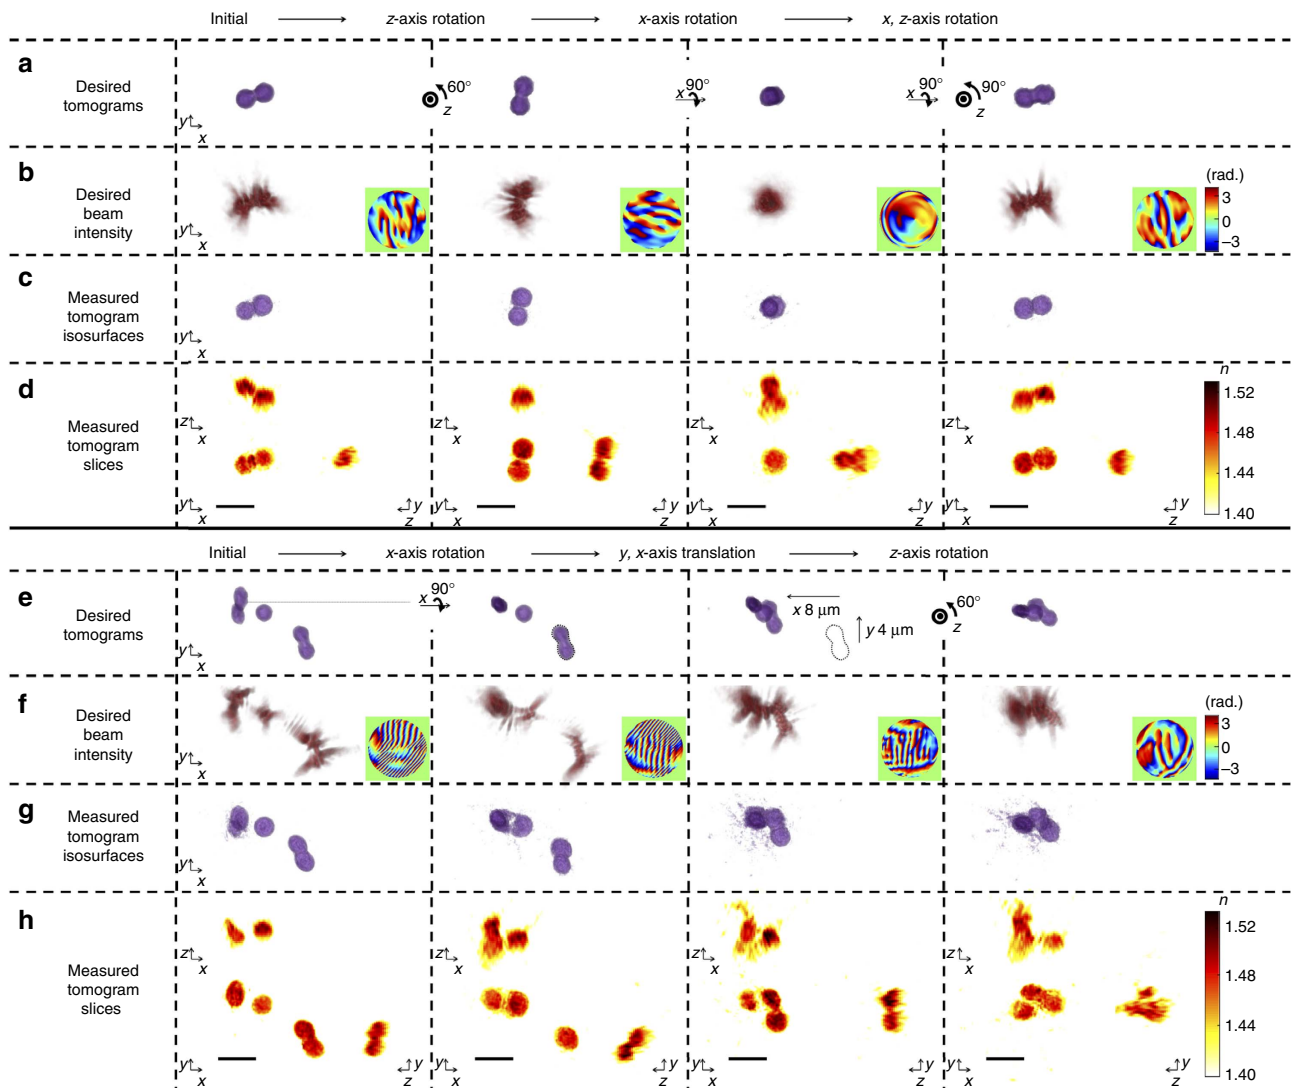 Initial z-axis rotation x-axis rotation x, z-axis rotation
a
Desired
tomograms
60°
z
x 90°
x 90°
90°
z
y
x
b
Desired
beam
intensity
(rad.)
3
0
−3
y
x
c
Measured
tomogram
isosurfaces
y
x
d
Measured
tomogram
slices
n
1.52
1.48
1.44
1.40
z
x
z
x
z
x
z
x
y
x
y
z
y
x
y
z
y
x
y
z
y
x
y
z
Initial x-axis rotation y, x-axis translation z-axis rotation
e
Desired
tomograms
x 90°
x 8 μm
y 4 μm
60°
z
y
x
f
Desired
beam
intensity
(rad.)
3
0
−3
y
x
g
Measured
tomogram
isosurfaces
y
x
h
Measured
tomogram
slices
n
1.52
1.48
1.44
1.40
z
x
z
x
z
x
z
x
y
x
y
z
y
x
y
z
y
x
y
z
y
x
y
z